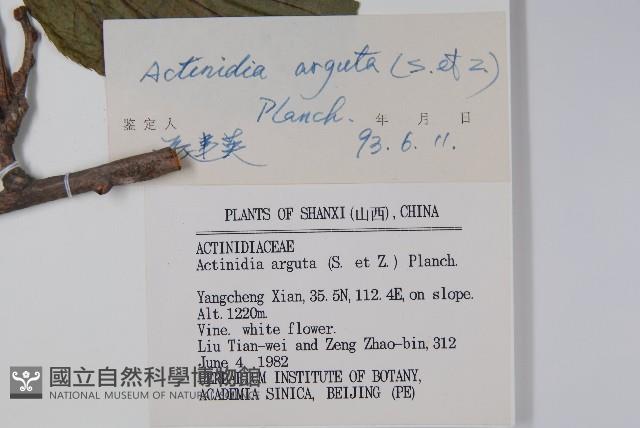 Actinidia arguta (S. et Z.)
Planch.
鉴定人 年 月 日
93. 6. 11.
PLANTS OF SHANXI (山西), CHINA
ACTINIDIACEAE
Actinidia arguta (S. et Z.) Planch.
Yangcheng Xian, 35.5N, 112.4E, on slope.
Alt. 1220m.
Vine. white flower.
Liu Tian-wei and Zeng Zhao-bin, 312
June 4, 1982
INSTITUTE OF BOTANY,
ACADEMIA SINICA, BEIJING (PE)
國立自然科學博物館
NATIONAL MUSEUM OF NATURAL